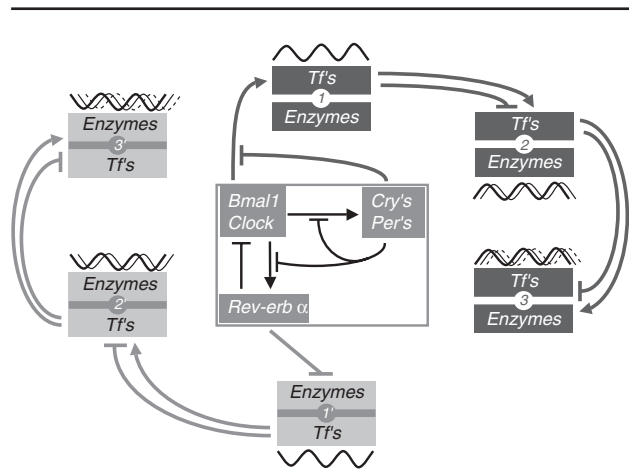 Tf's
1
Enzymes
Enzymes
3'
Tf's
Tf's
2
Enzymes
Bmal1
Clock
Cry's
Per's
Rev-erb α
Enzymes
2'
Tf's
Tf's
3
Enzymes
Enzymes
1'
Tf's